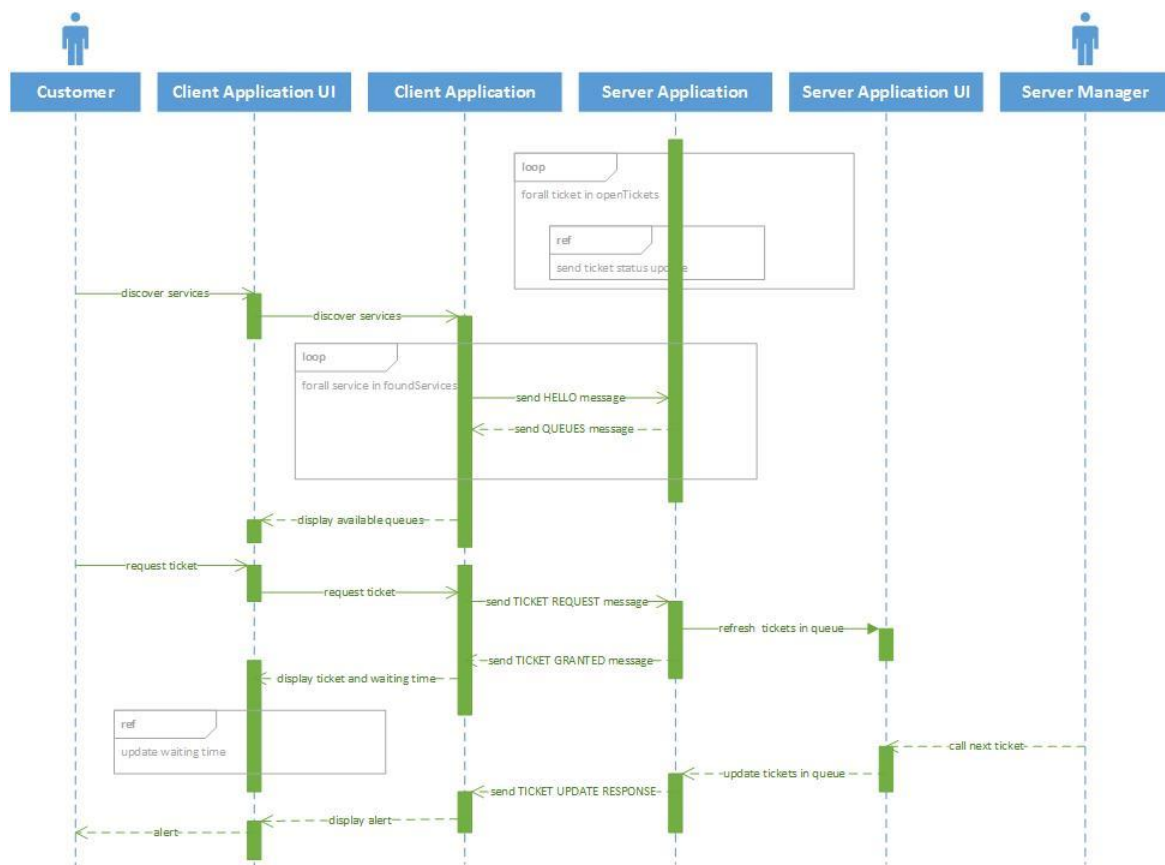 Customer
Client Application UI
Client Application
Server Application
Server Application UI
Server Manager
loop
forall ticket in openTickets
ref
send ticket status update
discover services
discover services
loop
forall service in foundServices
send HELLO message
send QUEUES message
display available queues
request ticket
request ticket
send TICKET REQUEST message
refresh tickets in queue
send TICKET GRANTED message
display ticket and waiting time
ref
update waiting time
call next ticket
update tickets in queue
send TICKET UPDATE RESPONSE
display alert
alert